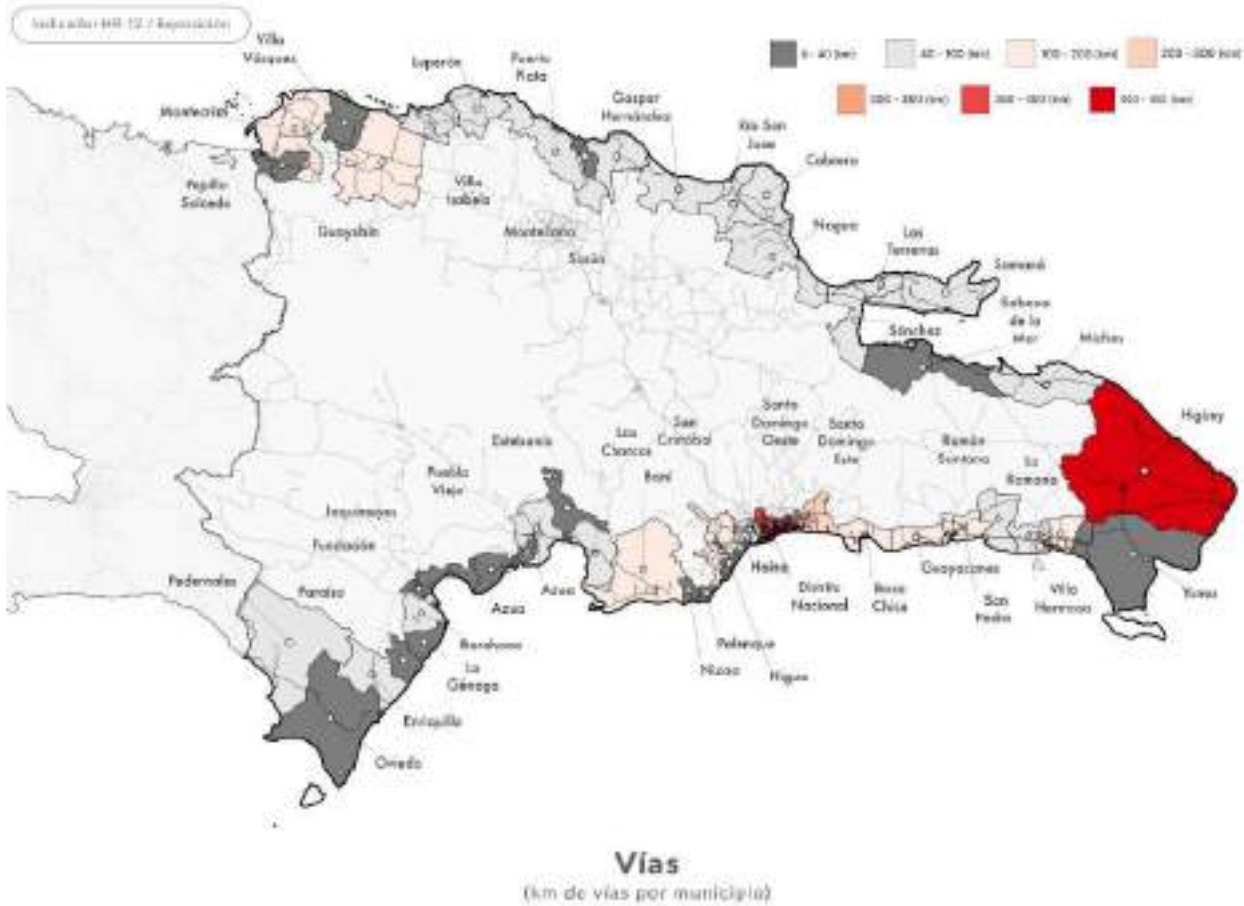 Villa
Vásquez
Luperón
Puerto
Plata
Gaspar
Hernández
Río San
Juan
Cabrera
Nagua
Las
Terrenas
Samaná
Sabana
de la
Mar
Sánchez
Miches
Higüey
Montecristi
Pepillo
Salcedo
Guayubín
Villa
Isabela
Montellano
Sosúa
Estebanía
Las
Charcas
Baní
San
Cristóbal
Santo
Domingo
Oeste
Santo
Domingo
Este
Ramón
Santana
La
Romana
Pueblo
Viejo
Jaquimeyes
Fundación
Pedernales
Paraíso
Azua
Azua
Barahona
La
Ciénaga
Enriquillo
Oviedo
Haina
Distrito
Nacional
Boca
Chica
Guayacanes
San
Pedro
Villa
Hermosa
Yuma
Palenque
Nizao
Nigua
Vías
(km de vías por municipio)